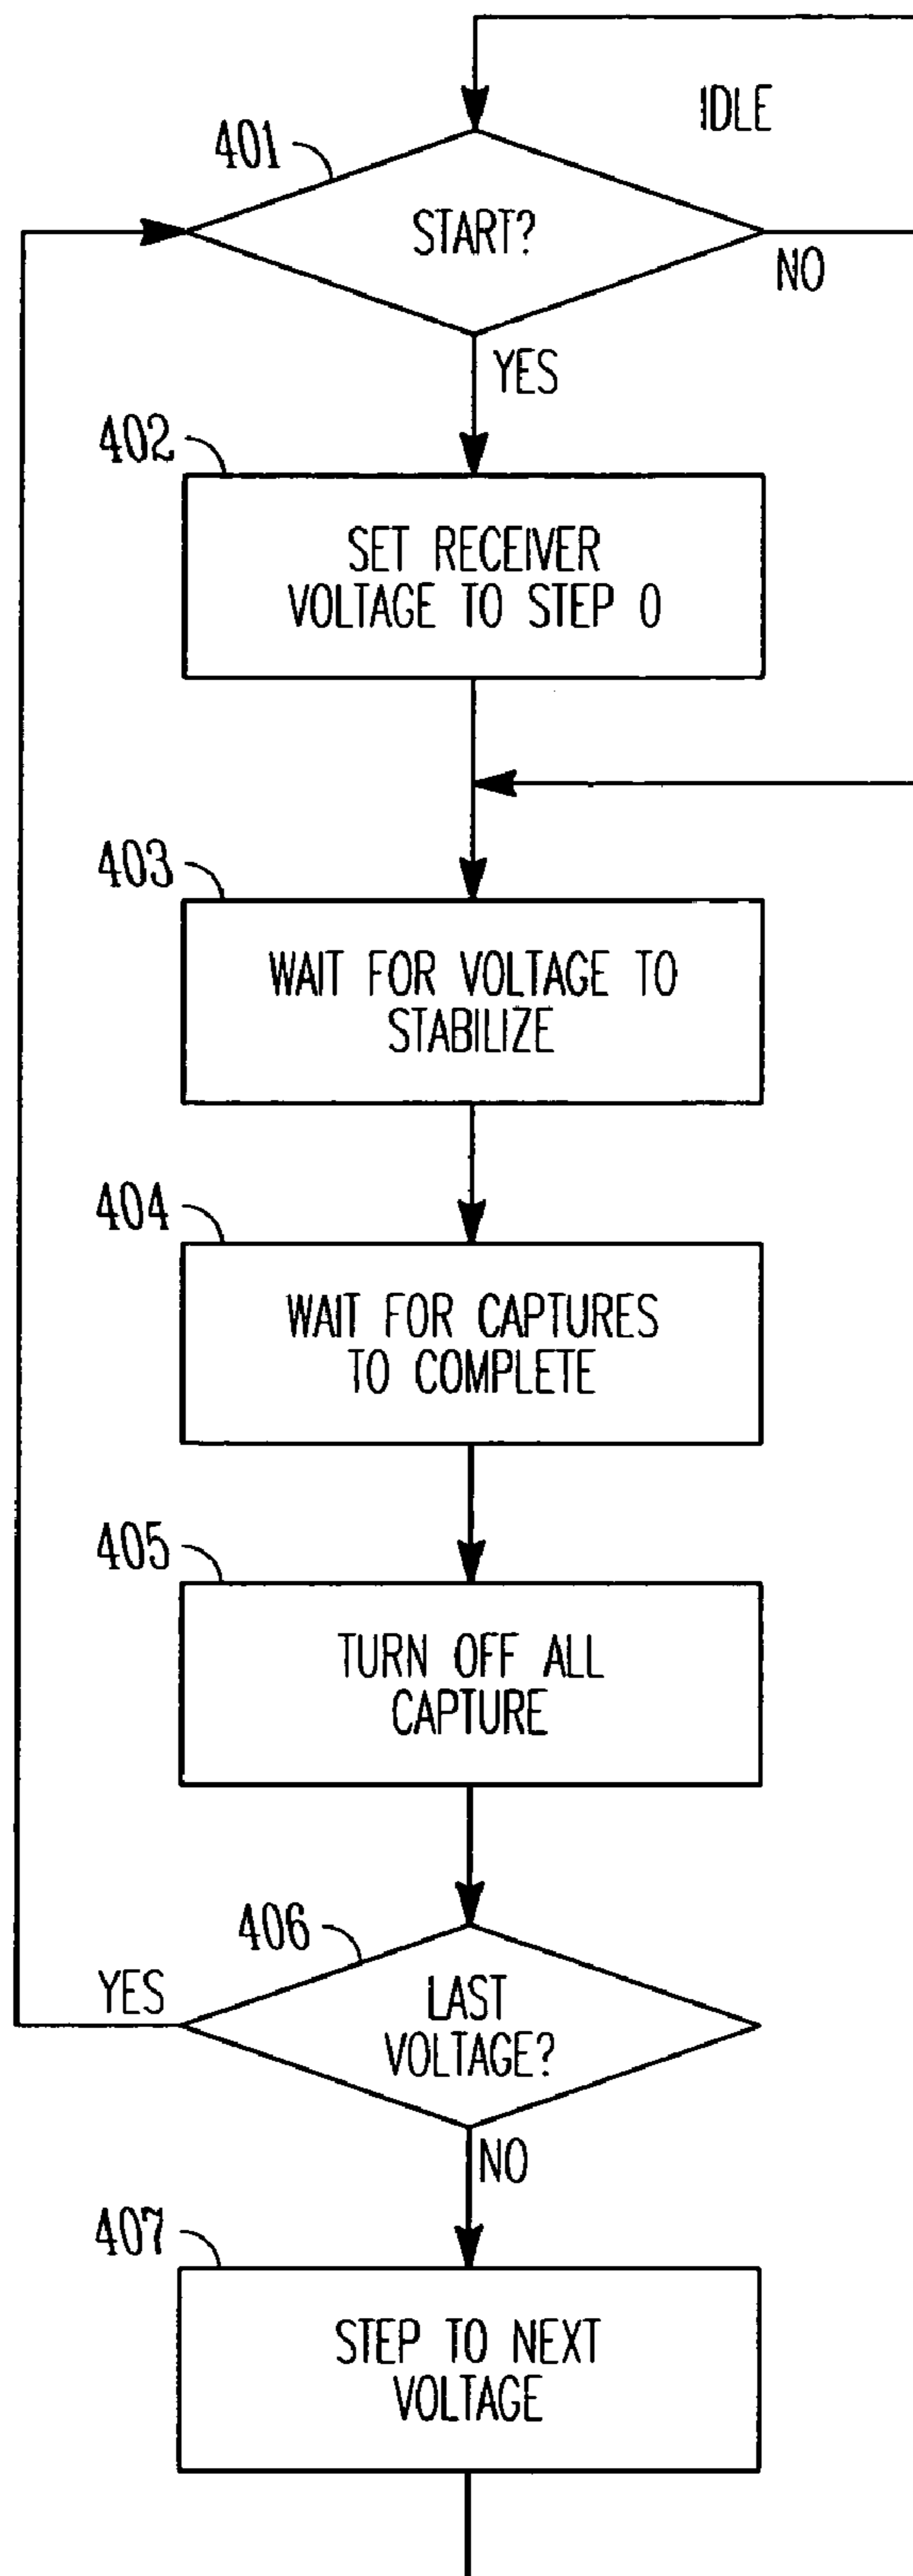 IDLE
401
START?
NO
YES
402
SET RECEIVER
VOLTAGE TO STEP 0
403
WAIT FOR VOLTAGE TO
STABILIZE
404
WAIT FOR CAPTURES
TO COMPLETE
405
TURN OFF ALL
CAPTURE
406
YES
LAST
VOLTAGE?
NO
407
STEP TO NEXT
VOLTAGE